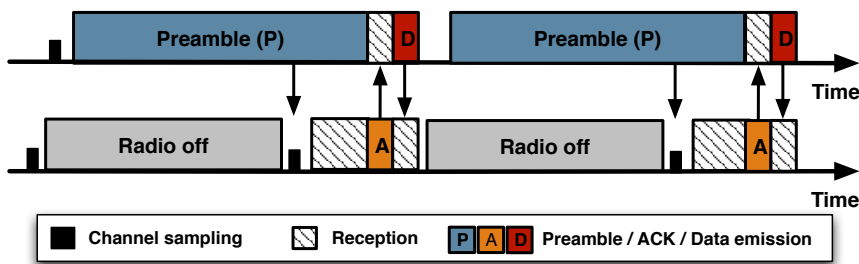 Preamble (P) D Preamble (P) D
Time
Radio off A Radio off A
Time
Channel sampling Reception P A D Preamble / ACK / Data emission